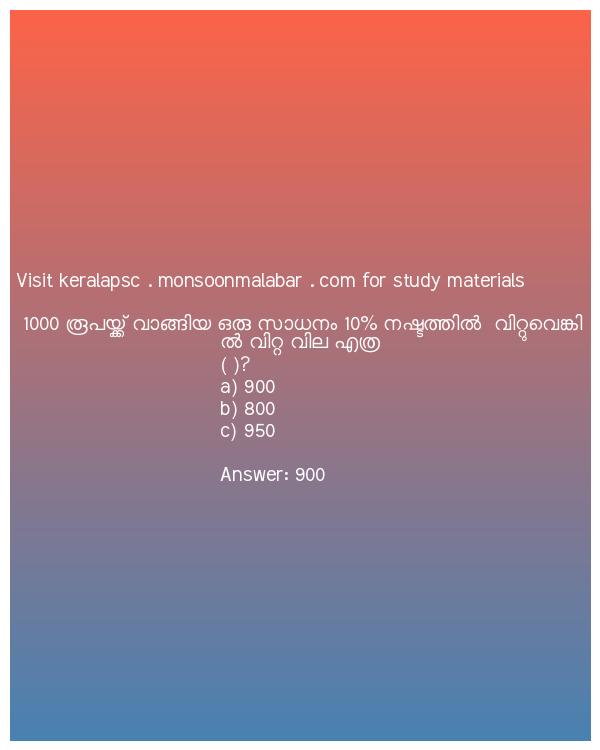 Visit keralapsc . monsoonmalabar . com for study materials
1000 രൂപയ്ക്ക് വാങ്ങിയ ഒരു സാധനം 10% നഷ്ടത്തിൽ  വിറ്റുവെങ്കി
ൽ വിറ്റ വില എത്ര
( )?
a) 900
b) 800
c) 950
Answer: 900